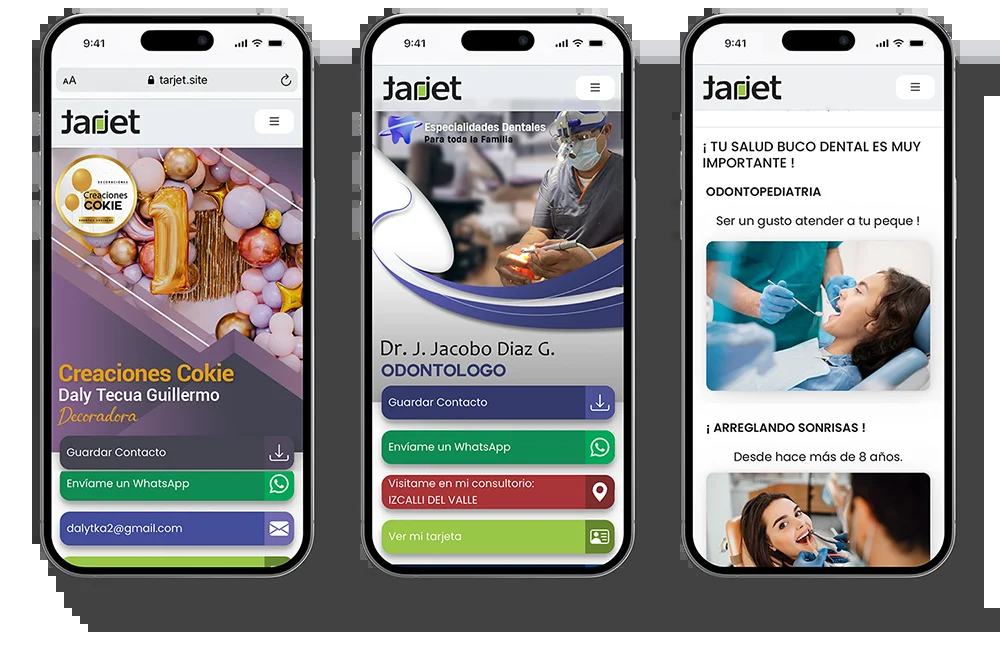 9:41
AA tarjet.site
tarjet
DECORACIONES
Creaciones
COKIE
Creaciones Cokie
Daly Tecua Guillermo
Decoradora
Guardar Contacto
Envíame un WhatsApp
dalytka2@gmail.com
9:41
tarjet
Especialidades Dentales
Para toda la Familia
Dr. J. Jacobo Diaz G.
ODONTOLOGO
Guardar Contacto
Envíame un WhatsApp
Visitame en mi consultorio:
IZCALLI DEL VALLE
Ver mi tarjeta
9:41
tarjet
¡ TU SALUD BUCO DENTAL ES MUY
IMPORTANTE !
ODONTOPEDIATRIA
Ser un gusto atender a tu peque !
¡ ARREGLANDO SONRISAS !
Desde hace más de 8 años.